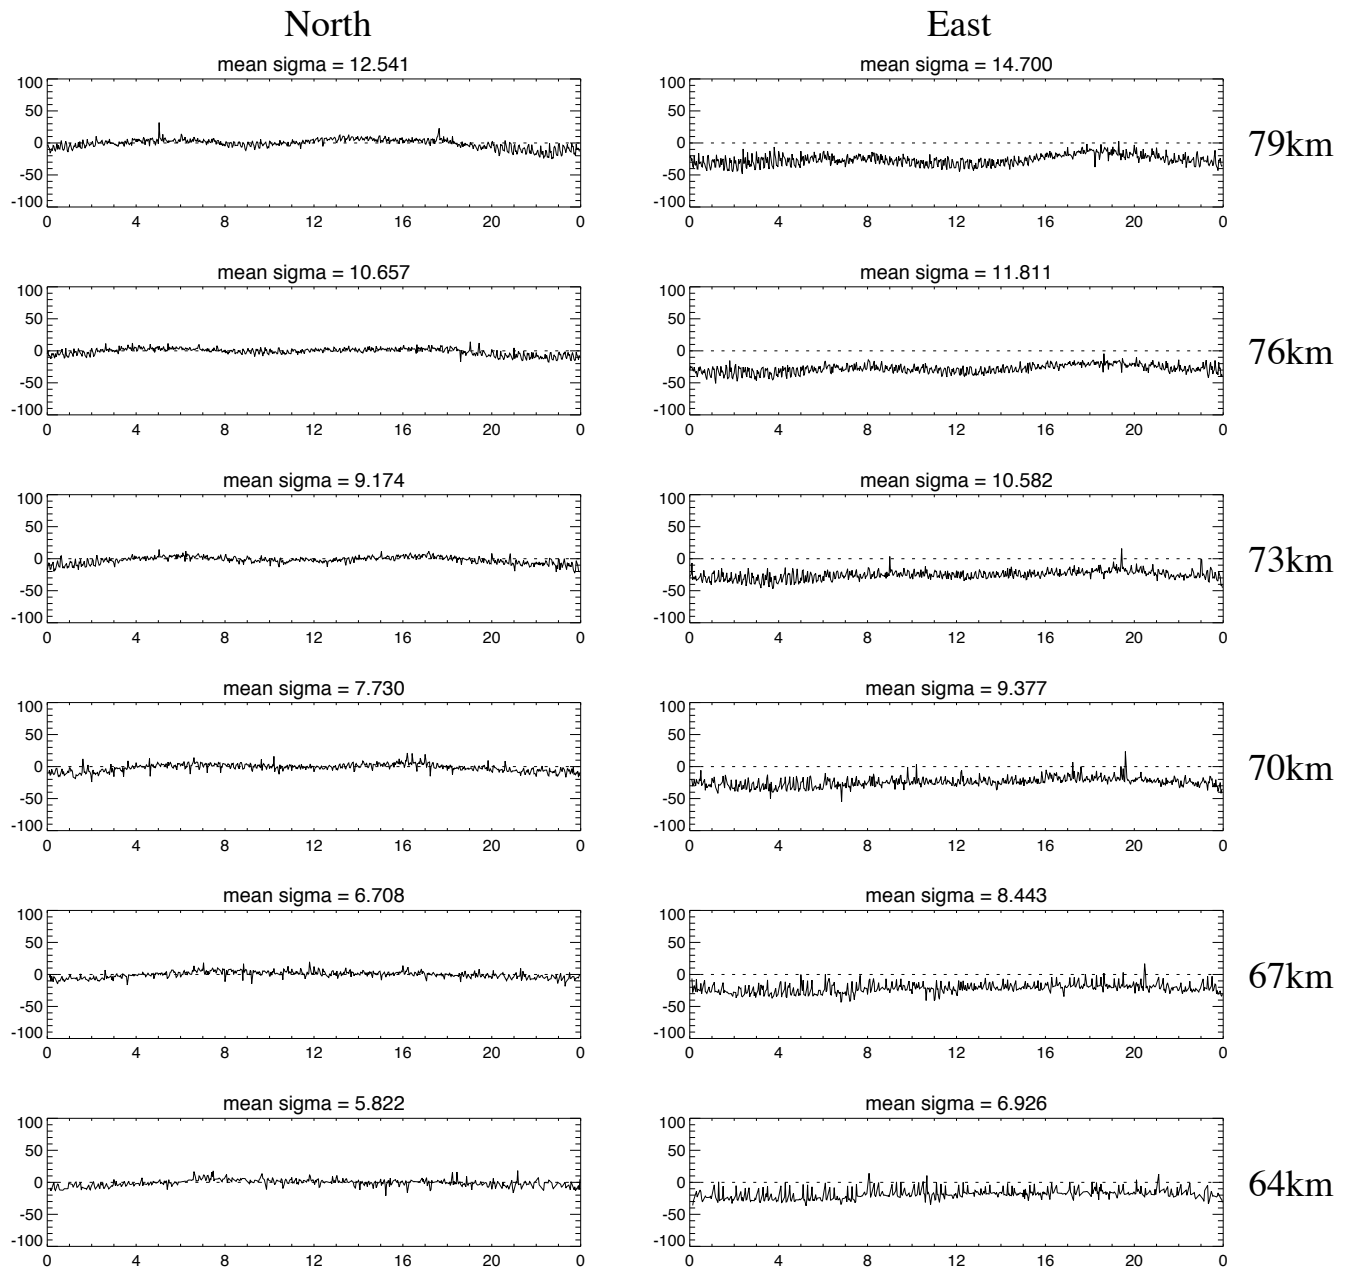 North East
mean sigma = 12.541 mean sigma = 14.700
100 100
50 50
0 0 79km
-50 -50
-100 -100
0 4 8 12 16 20 0 0 4 8 12 16 20 0
mean sigma = 10.657 mean sigma = 11.811
100 100
50 50
0 0 76km
-50 -50
-100 -100
0 4 8 12 16 20 0 0 4 8 12 16 20 0
mean sigma = 9.174 mean sigma = 10.582
100 100
50 50
0 0 73km
-50 -50
-100 -100
0 4 8 12 16 20 0 0 4 8 12 16 20 0
mean sigma = 7.730 mean sigma = 9.377
100 100
50 50
0 0 70km
-50 -50
-100 -100
0 4 8 12 16 20 0 0 4 8 12 16 20 0
mean sigma = 6.708 mean sigma = 8.443
100 100
50 50
0 0 67km
-50 -50
-100 -100
0 4 8 12 16 20 0 0 4 8 12 16 20 0
mean sigma = 5.822 mean sigma = 6.926
100 100
50 50
0 0 64km
-50 -50
-100 -100
0 4 8 12 16 20 0 0 4 8 12 16 20 0